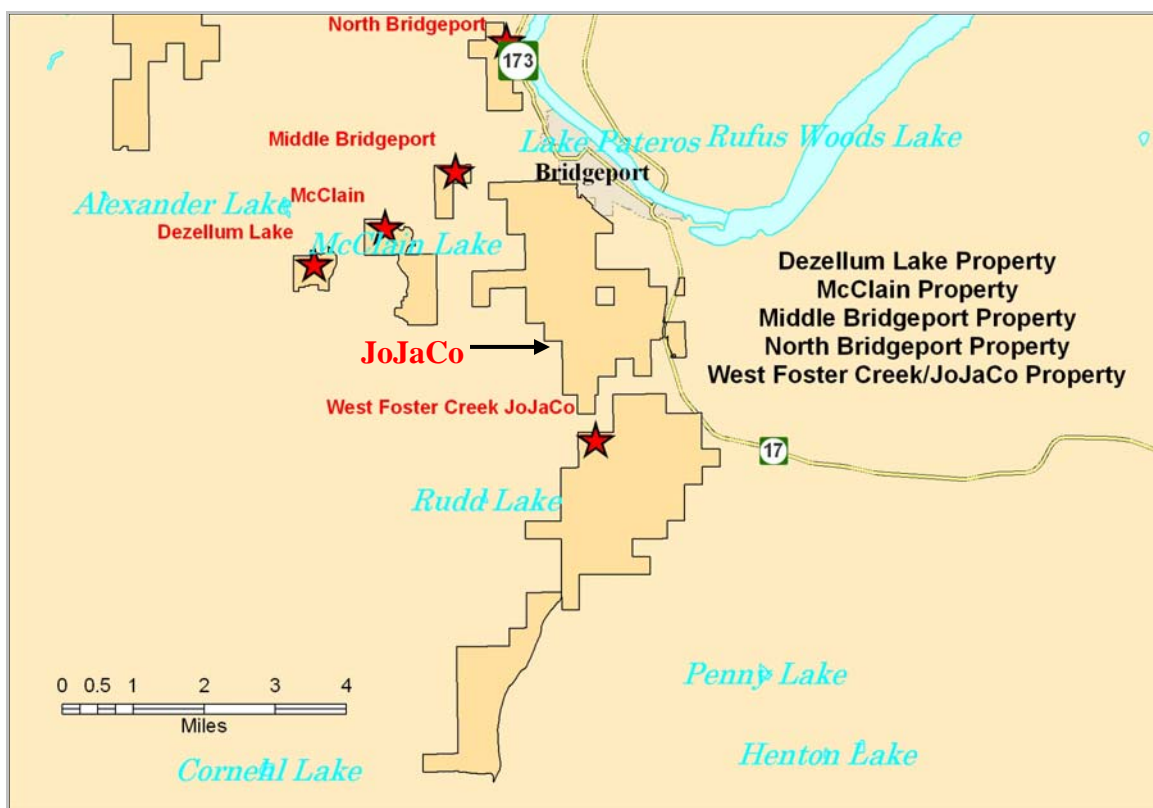 North Bridgeport
173
Middle Bridgeport
Lake Pateros
Rufus Woods Lake
Bridgeport
McClain
Alexander Lake
Dezellum Lake
McClain Lake
Dezellum Lake Property
McClain Property
Middle Bridgeport Property
North Bridgeport Property
West Foster Creek/JoJaCo Property
JoJaCo
West Foster Creek JoJaCo
17
Rudd Lake
Penny Lake
0 0.5 1 2 3 4
Miles
Henton Lake
Cornehl Lake